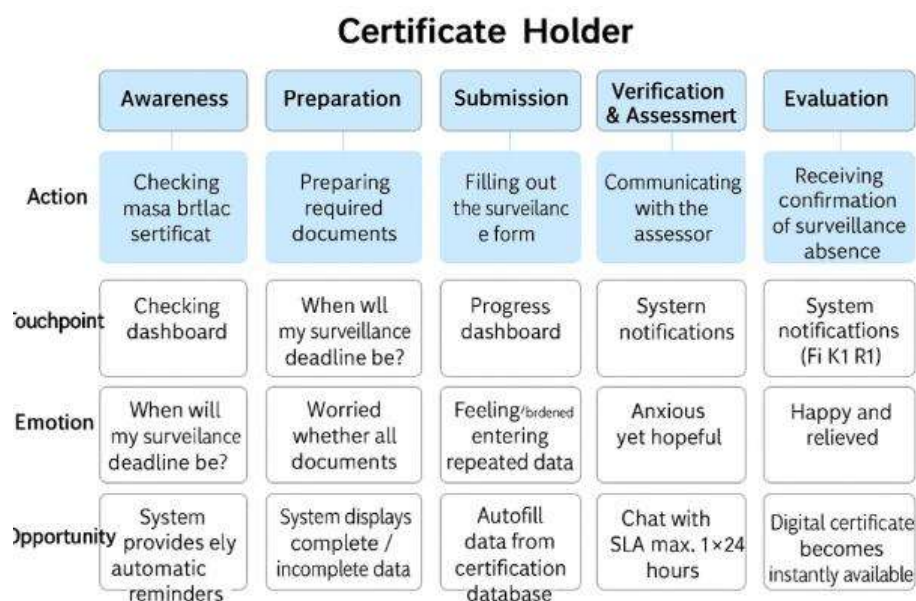 Certificate Holder
Awareness
Preparation
Submission
Verification
& Assessmert
Evaluation
Action
Checking
masa brtlac
sertificat
Preparing
required
documents
Filling out
the surveilanc
e form
Communicating
with the
assessor
Receiving
confirmation
of surveillance
absence
Touchpoint
Checking
dashboard
When will
my surveillance
deadline be?
Progress
dashboard
Systern
notifications
System
notificattions
(Fi K1 R1)
Emotion
When will
my surveilance
deadline be?
Worried
whether all
documents
Feeling/brdened
entering
repeated data
Anxious
yet hopeful
Happy and
relieved
Opportunity
System
provides ely
automatic
reminders
System displays
complete /
incomplete data
Autofill
data from
certification
database
Chat with
SLA max. 1×24
hours
Digital certificate
becomes
instantly available